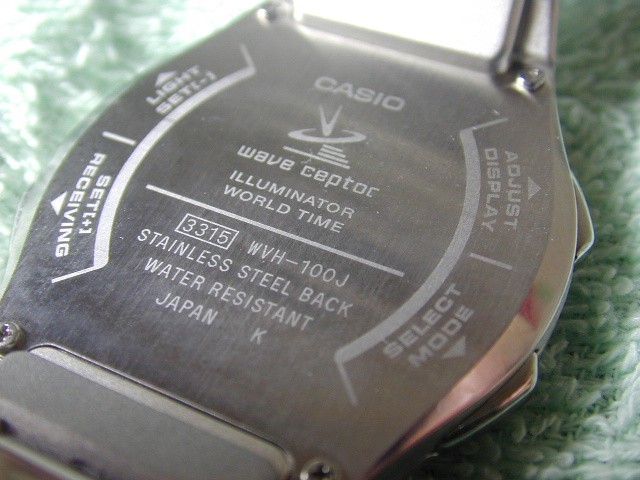 CASIO
wave ceptor
ILLUMINATOR
WORLD TIME
3315 WVH-100J
STAINLESS STEEL BACK
WATER RESISTANT
JAPAN K
LIGHT
SET[-]
SET[+]
RECEIVING
ADJUST
DISPLAY
SELECT
MODE